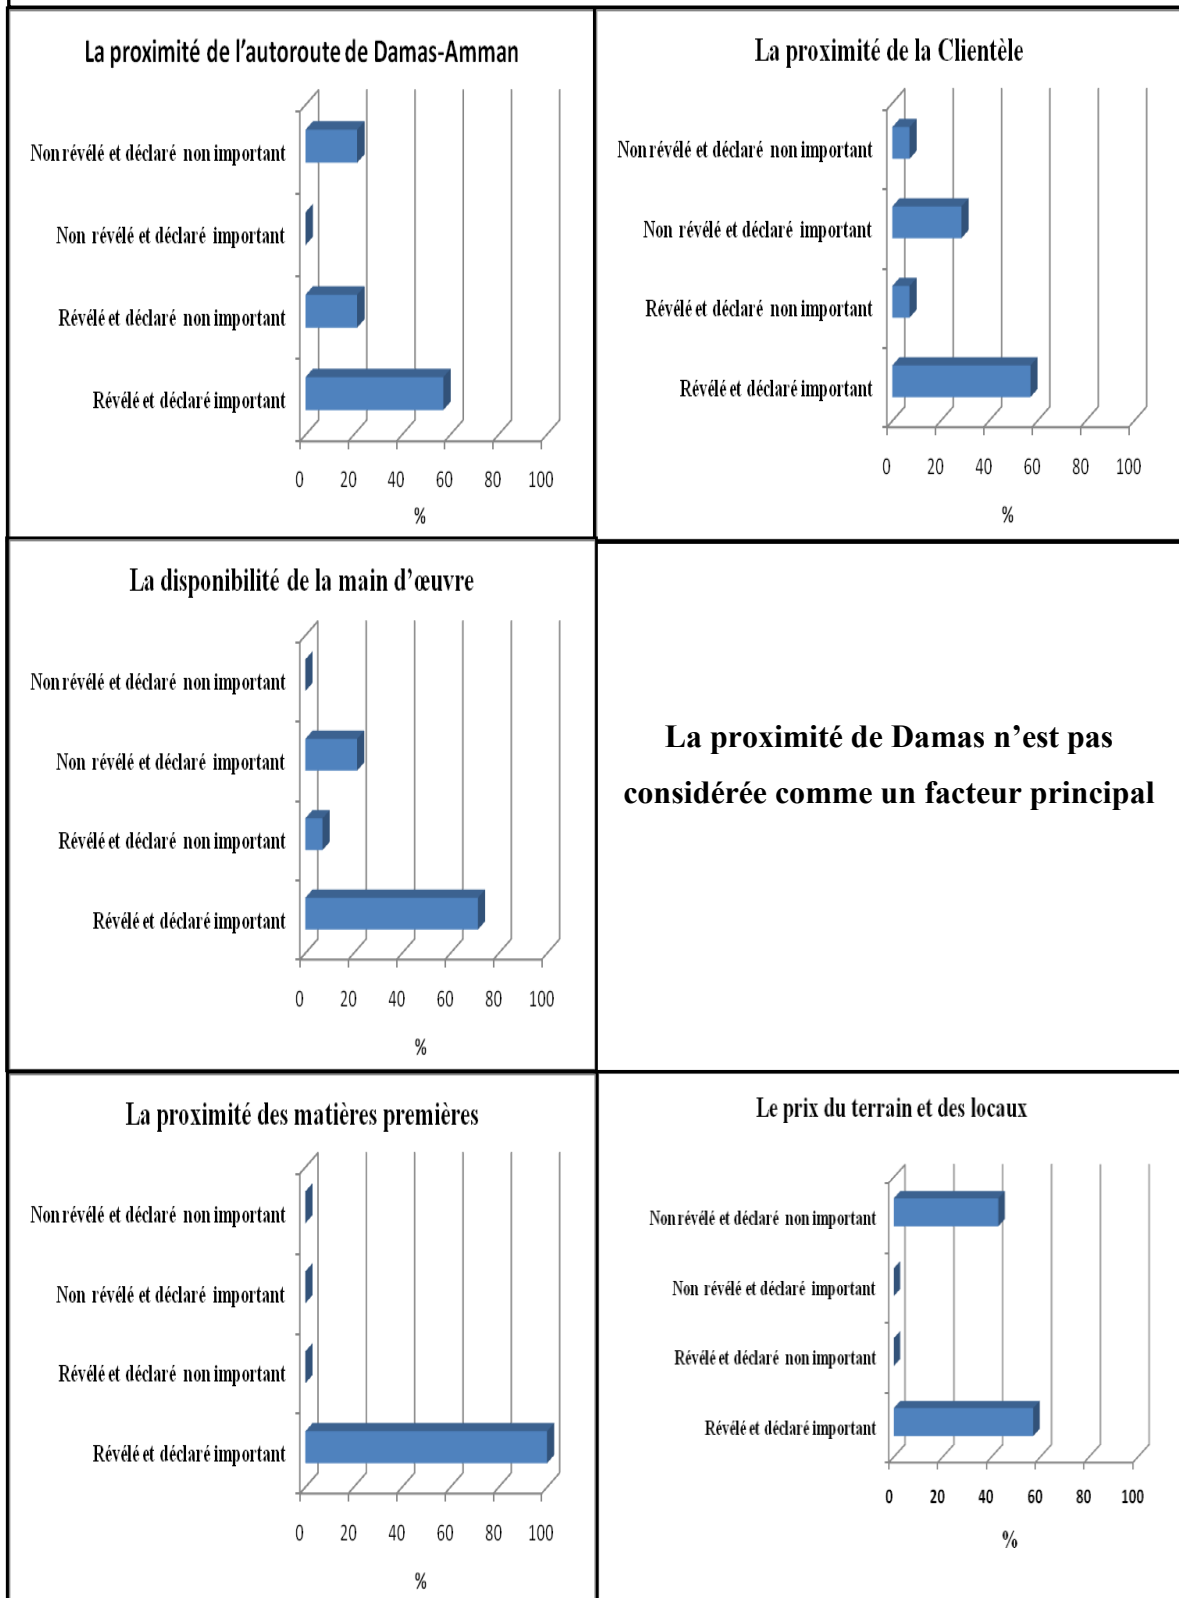 La proximité de l’autoroute de Damas-Amman
Non révélé et déclaré non important
Non révélé et déclaré important
Révélé et déclaré non important
Révélé et déclaré important
0 20 40 60 80 100
%
La proximité de la Clientèle
Non révélé et déclaré non important
Non révélé et déclaré important
Révélé et déclaré non important
Révélé et déclaré important
0 20 40 60 80 100
%
La disponibilité de la main d’œuvre
Non révélé et déclaré non important
Non révélé et déclaré important
Révélé et déclaré non important
Révélé et déclaré important
0 20 40 60 80 100
%
La proximité de Damas n’est pas
considérée comme un facteur principal
La proximité des matières premières
Non révélé et déclaré non important
Non révélé et déclaré important
Révélé et déclaré non important
Révélé et déclaré important
0 20 40 60 80 100
%
Le prix du terrain et des locaux
Non révélé et déclaré non important
Non révélé et déclaré important
Révélé et déclaré non important
Révélé et déclaré important
0 20 40 60 80 100
%